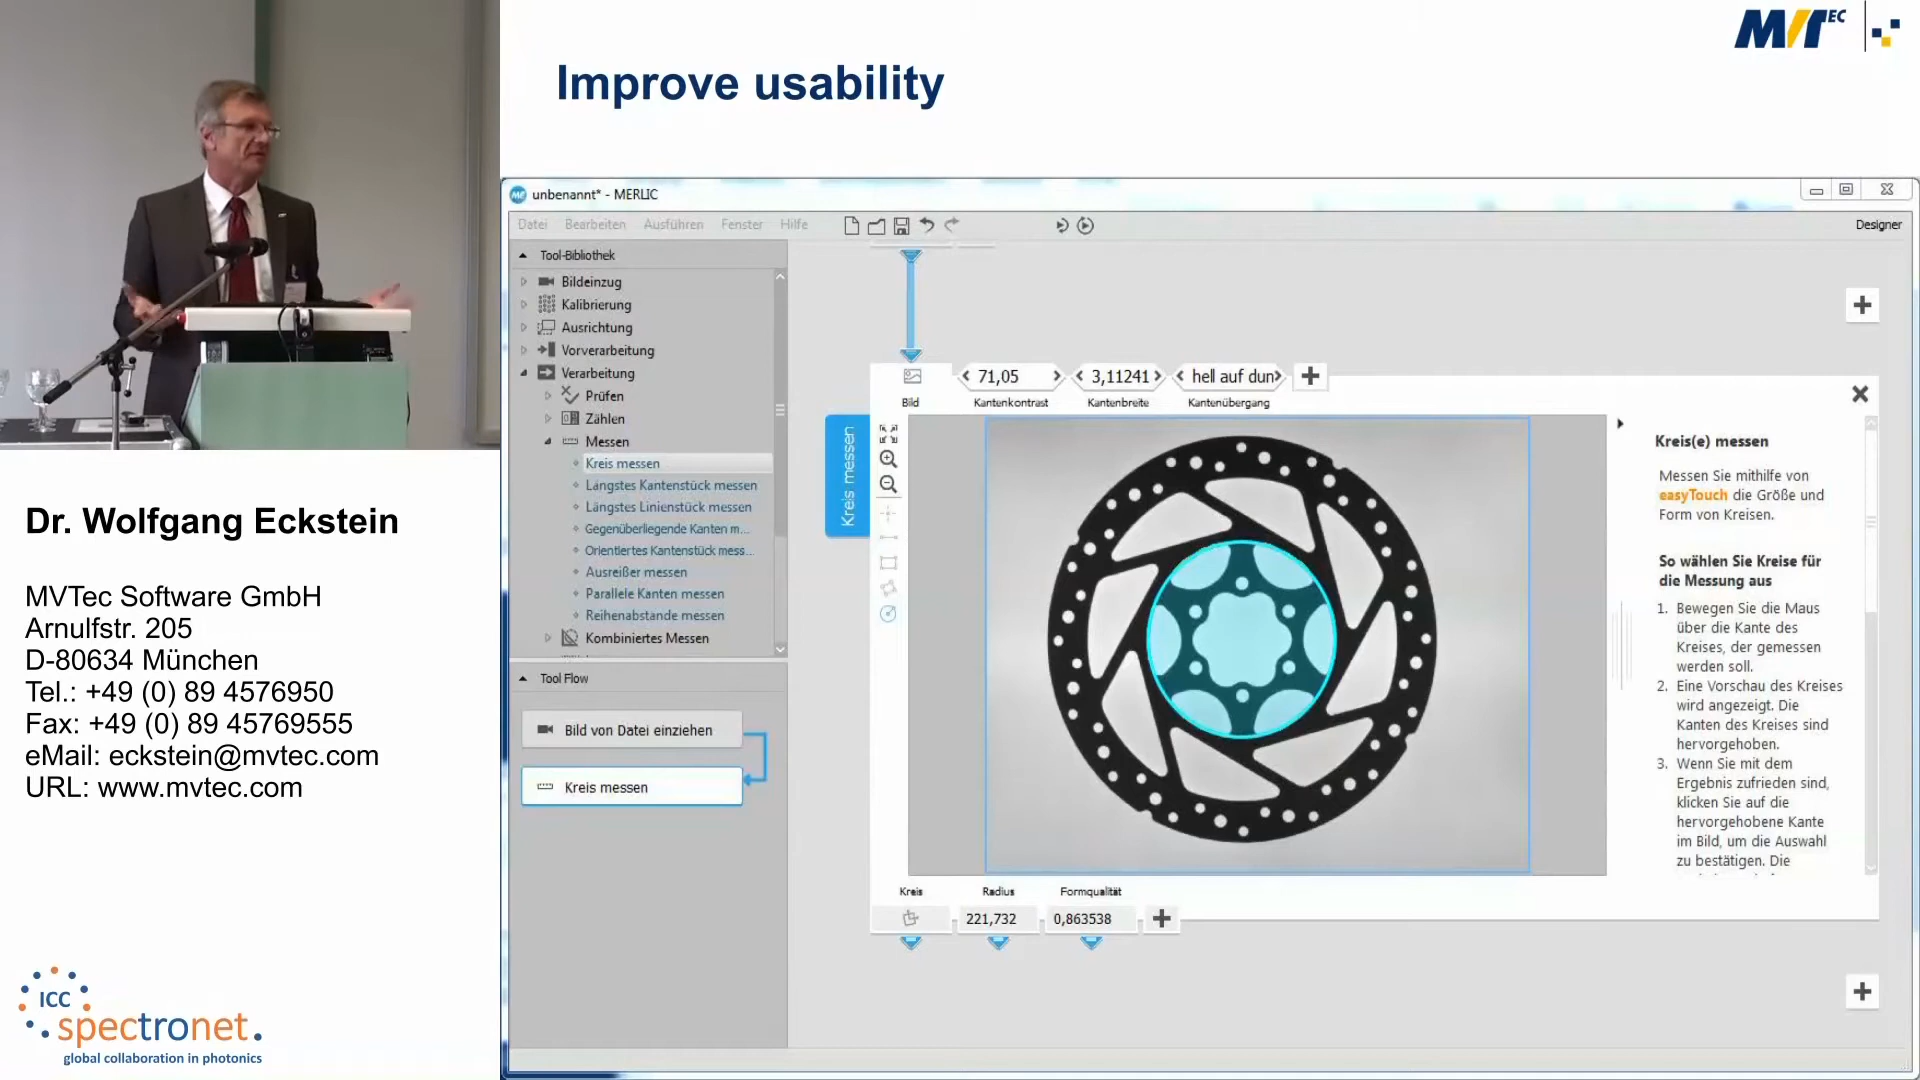 MVTEC
Improve usability
unbenannt* - MERLIC
Datei Bearbeiten Ausführen Fenster Hilfe
Designer
Tool-Bibliothek
Bildeinzug
Kalibrierung
Ausrichtung
Vorverarbeitung
Verarbeitung
Prüfen
Zählen
Messen
Kreis messen
Längstes Kantenstück messen
Längstes Linienstück messen
Gegenüberliegende Kanten m...
Orientiertes Kantenstück mess...
Ausreißer messen
Parallele Kanten messen
Reihenabstände messen
Kombiniertes Messen
Tool Flow
Bild von Datei einziehen
Kreis messen
71,05 3,11241 hell auf dun
Bild Kantenkontrast Kantenbreite Kantenübergang
Kreis messen
Kreis(e) messen
Messen Sie mithilfe von
easyTouch die Größe und
Form von Kreisen.
So wählen Sie Kreise für
die Messung aus
1. Bewegen Sie die Maus
über die Kante des
Kreises, der gemessen
werden soll.
2. Eine Vorschau des Kreises
wird angezeigt. Die
Kanten des Kreises sind
hervorgehoben.
3. Wenn Sie mit dem
Ergebnis zufrieden sind,
klicken Sie auf die
hervorgehobene Kante
im Bild, um die Auswahl
zu bestätigen. Die
Kreis Radius Formqualität
221,732 0,863538
Dr. Wolfgang Eckstein
MVTec Software GmbH
Arnulfstr. 205
D-80634 München
Tel.: +49 (0) 89 4576950
Fax: +49 (0) 89 45769555
eMail: eckstein@mvtec.com
URL: www.mvtec.com
ICC
spectronet
global collaboration in photonics